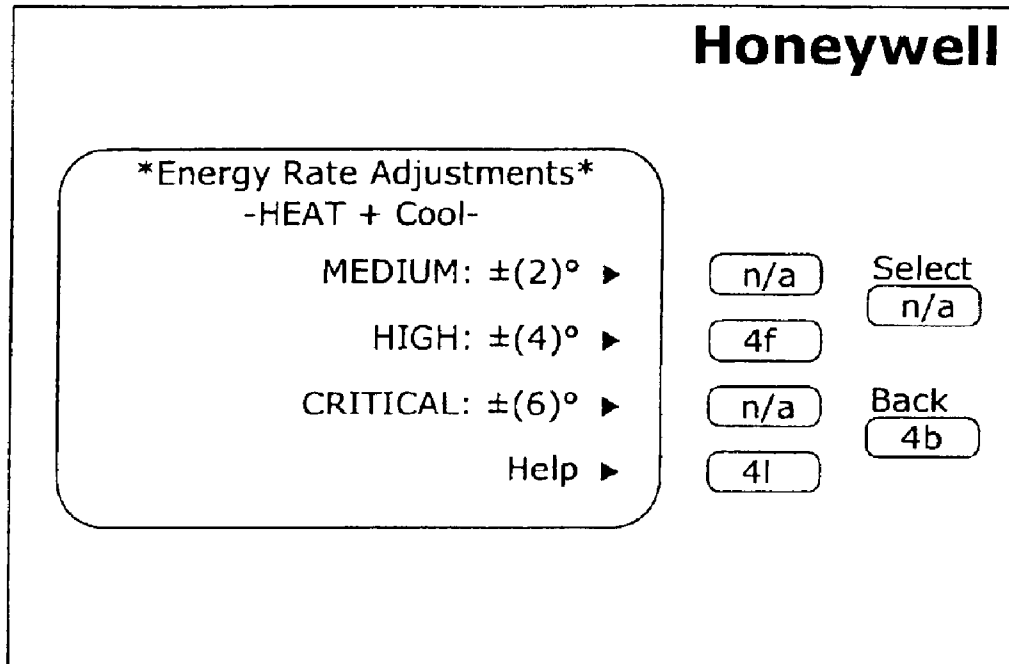 Honeywell
*Energy Rate Adjustments*
-HEAT + Cool-
MEDIUM: ±(2)° ▶ n/a Select
n/a
HIGH: ±(4)° ▶ 4f
CRITICAL: ±(6)° ▶ n/a Back
4b
Help ▶ 4l